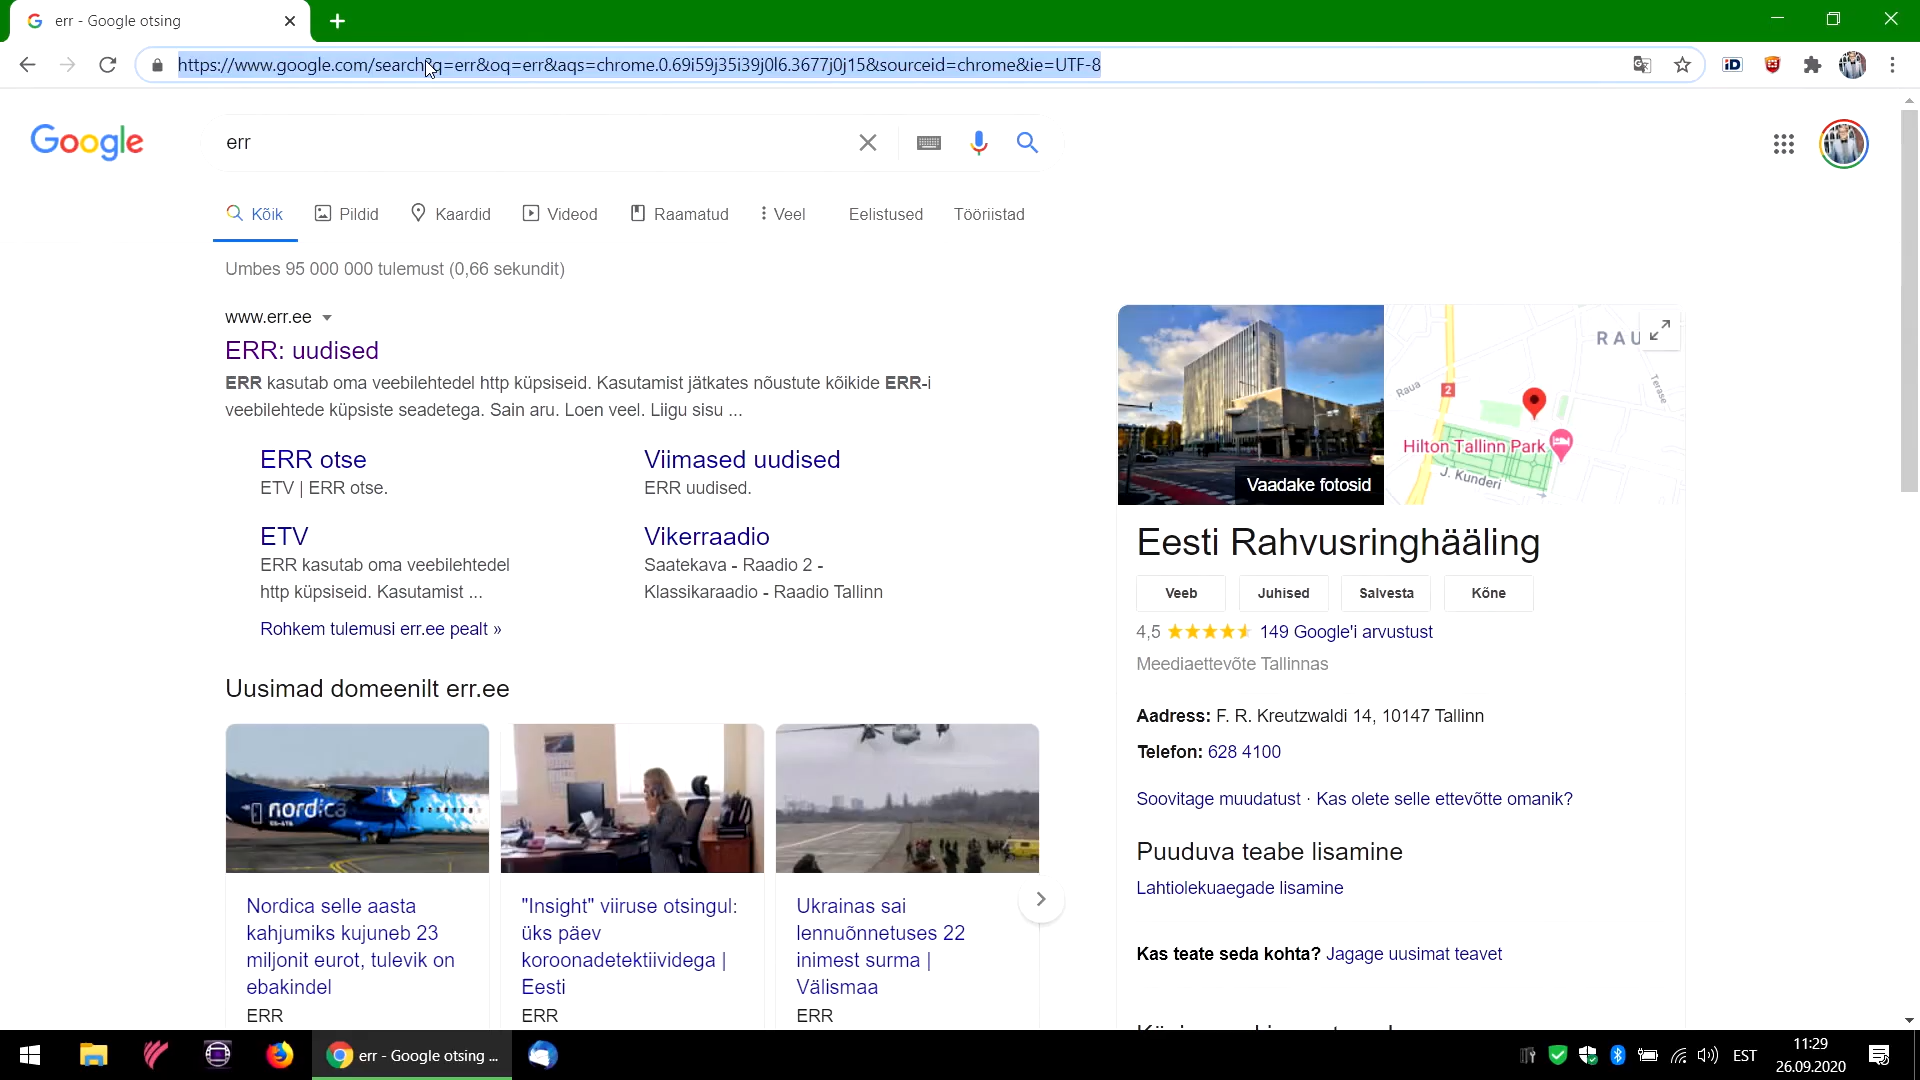 err - Google otsing
https://www.google.com/search?q=err&oq=err&aqs=chrome.0.69i59j35i39j0l6.3677j0j15&sourceid=chrome&ie=UTF-8
iD
Google
err
Kõik Pildid Kaardid Videod Raamatud Veel Eelistused Tööriistad
Umbes 95 000 000 tulemust (0,66 sekundit)
www.err.ee
ERR: uudised
ERR kasutab oma veebilehtedel http küpsiseid. Kasutamist jätkates nõustute kõikide ERR-i
veebilehtede küpsiste seadetega. Sain aru. Loen veel. Liigu sisu ...
ERR otse
ETV | ERR otse.
Viimased uudised
ERR uudised.
ETV
ERR kasutab oma veebilehtedel
http küpsiseid. Kasutamist ...
Vikerraadio
Saatekava - Raadio 2 -
Klassikaraadio - Raadio Tallinn
Rohkem tulemusi err.ee pealt »
Uusimad domeenilt err.ee
nordica
Nordica selle aasta
kahjumiks kujuneb 23
miljonit eurot, tulevik on
ebakindel
ERR
"Insight" viiruse otsingul:
üks päev
koroonadetektiividega |
Eesti
ERR
Ukrainas sai
lennuõnnetuses 22
inimest surma |
Välismaa
ERR
Vaadake fotosid
RAU
Raua
2
Terase
Hilton Tallinn Park
J. Kunderi
Eesti Rahvusringhääling
Veeb Juhised Salvesta Kõne
4,5 149 Google'i arvustust
Meediaettevõte Tallinnas
Aadress: F. R. Kreutzwaldi 14, 10147 Tallinn
Telefon: 628 4100
Soovitage muudatust · Kas olete selle ettevõtte omanik?
Puuduva teabe lisamine
Lahtiolekuaegade lisamine
Kas teate seda kohta? Jagage uusimat teavet
err - Google otsing ...
EST
11:29
26.09.2020